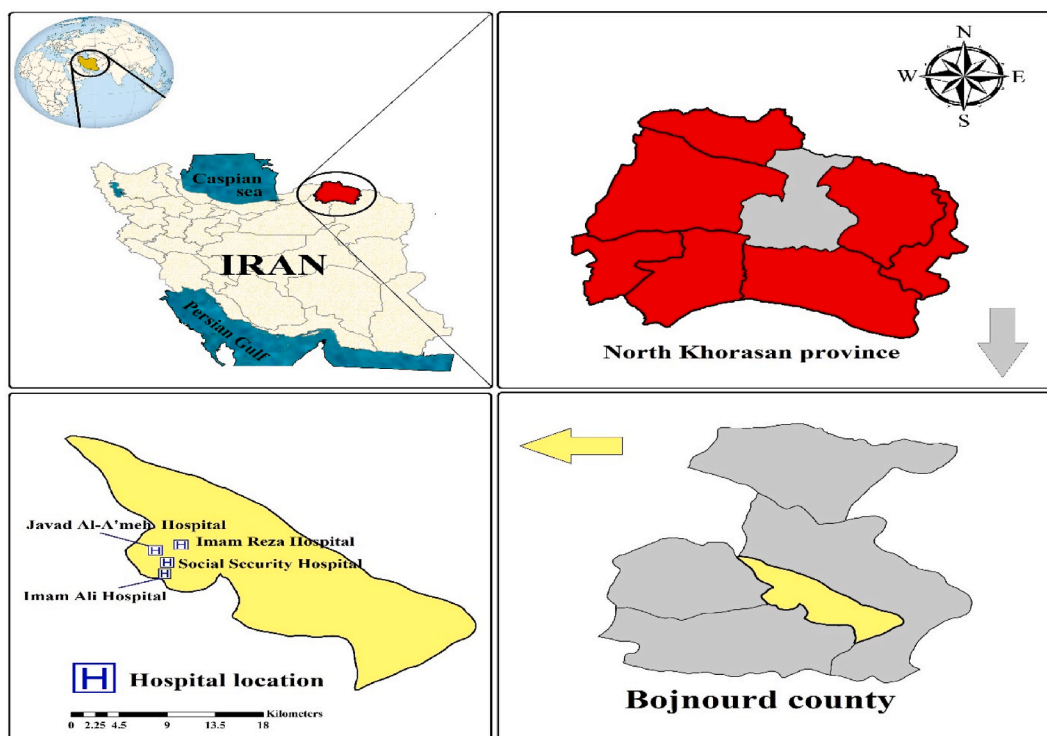 Caspian
sea
IRAN
Persian Gulf
N
W
E
S
North Khorasan province
Javad Al-A'meh Hospital
Imam Reza Hospital
Social Security Hospital
Imam Ali Hospital
H
H
H
H
H Hospital location
Kilometers
0 2.25 4.5 9 13.5 18
Bojnourd county